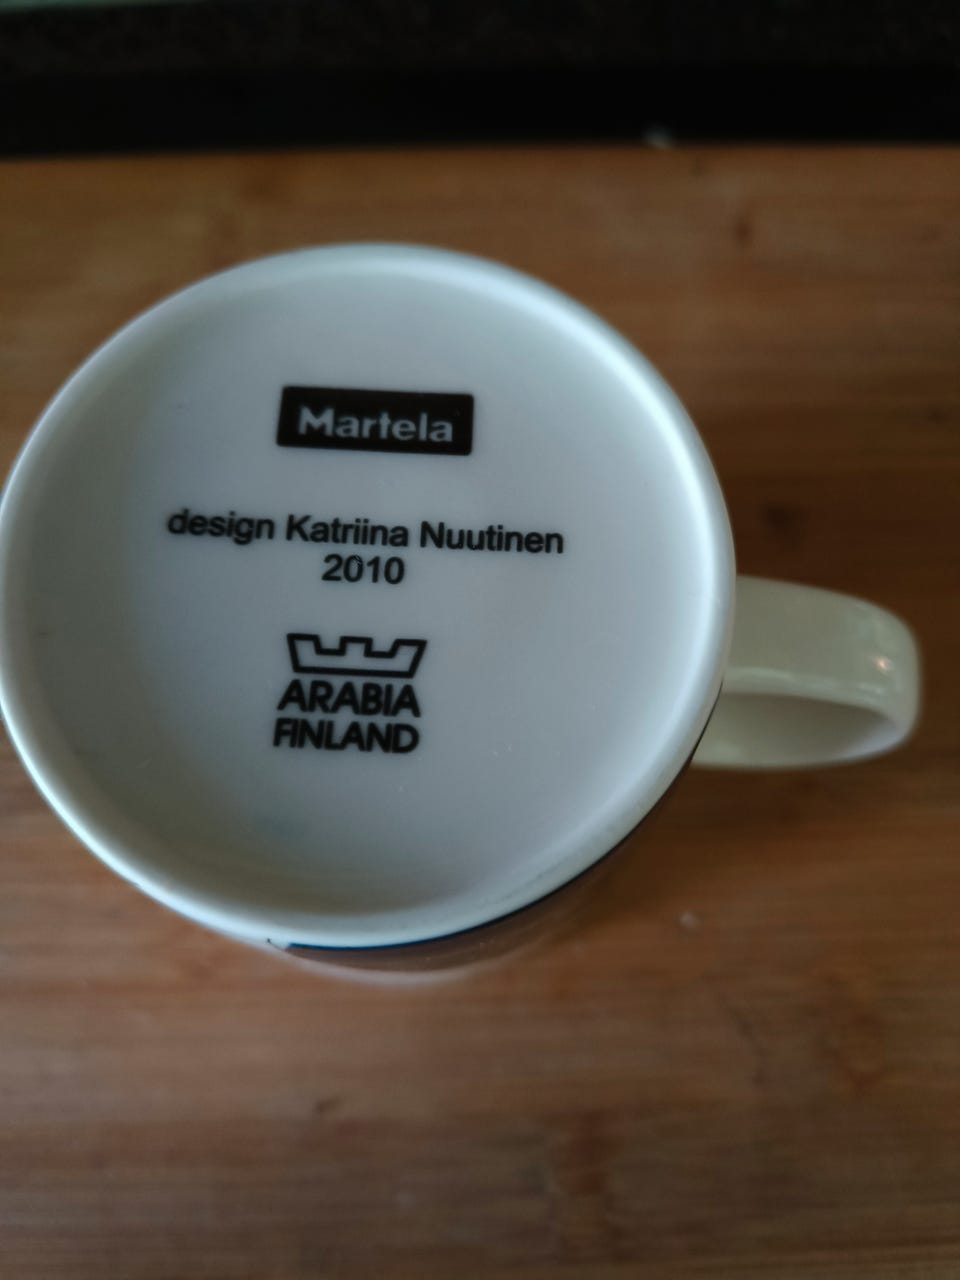 Martela
design Katriina Nuutinen
2010
ARABIA
FINLAND